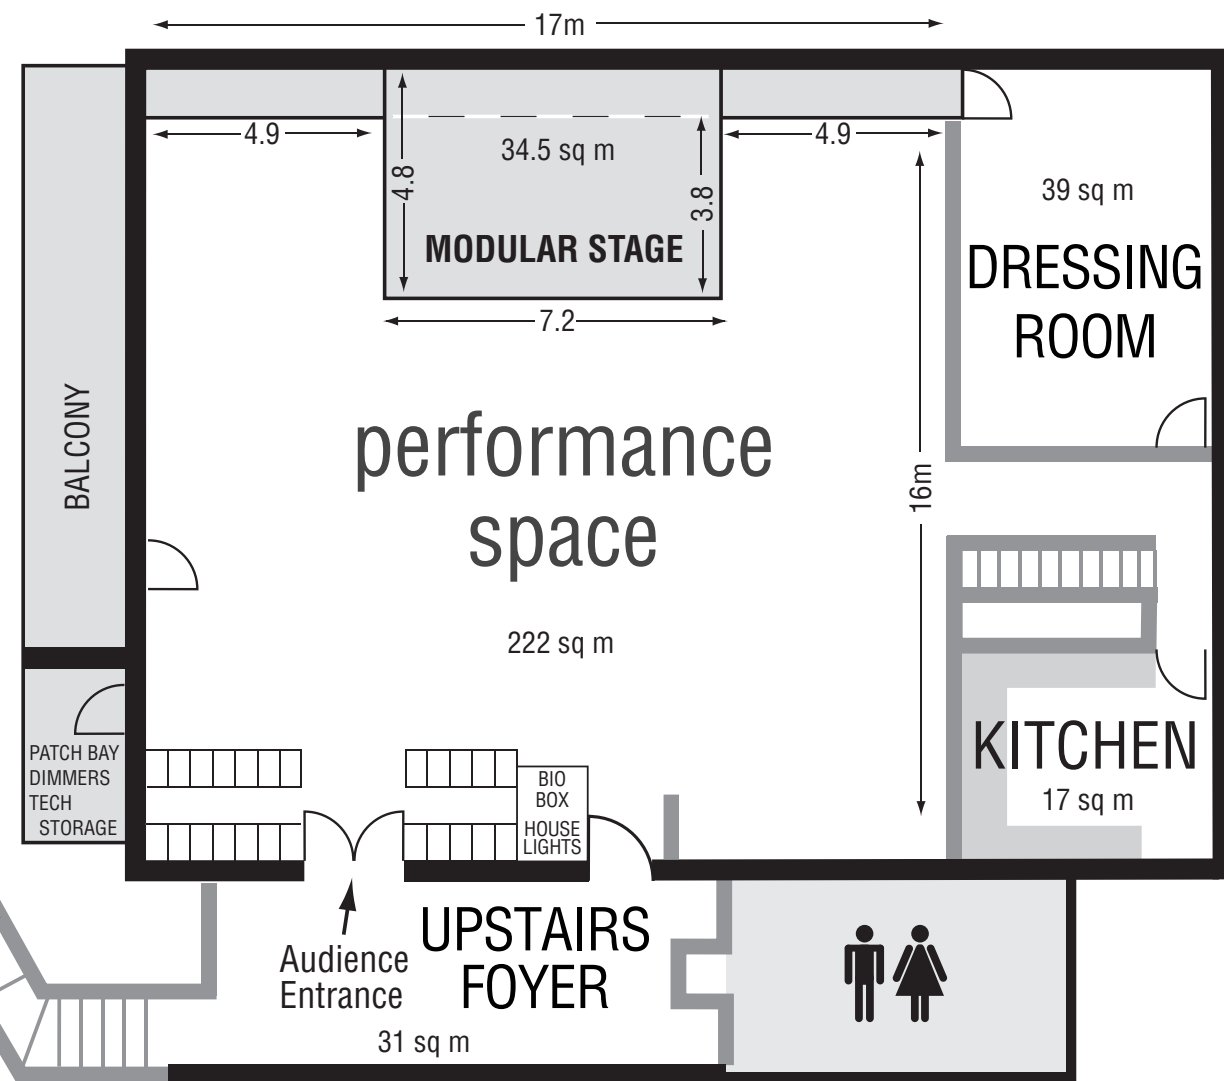 17m
4.9
4.8
34.5 sq m
3.8
4.9
MODULAR STAGE
7.2
39 sq m
DRESSING
ROOM
BALCONY
performance
space
16m
222 sq m
PATCH BAY
DIMMERS
TECH
STORAGE
BIO
BOX
HOUSE
LIGHTS
KITCHEN
17 sq m
Audience
Entrance
UPSTAIRS
FOYER
31 sq m